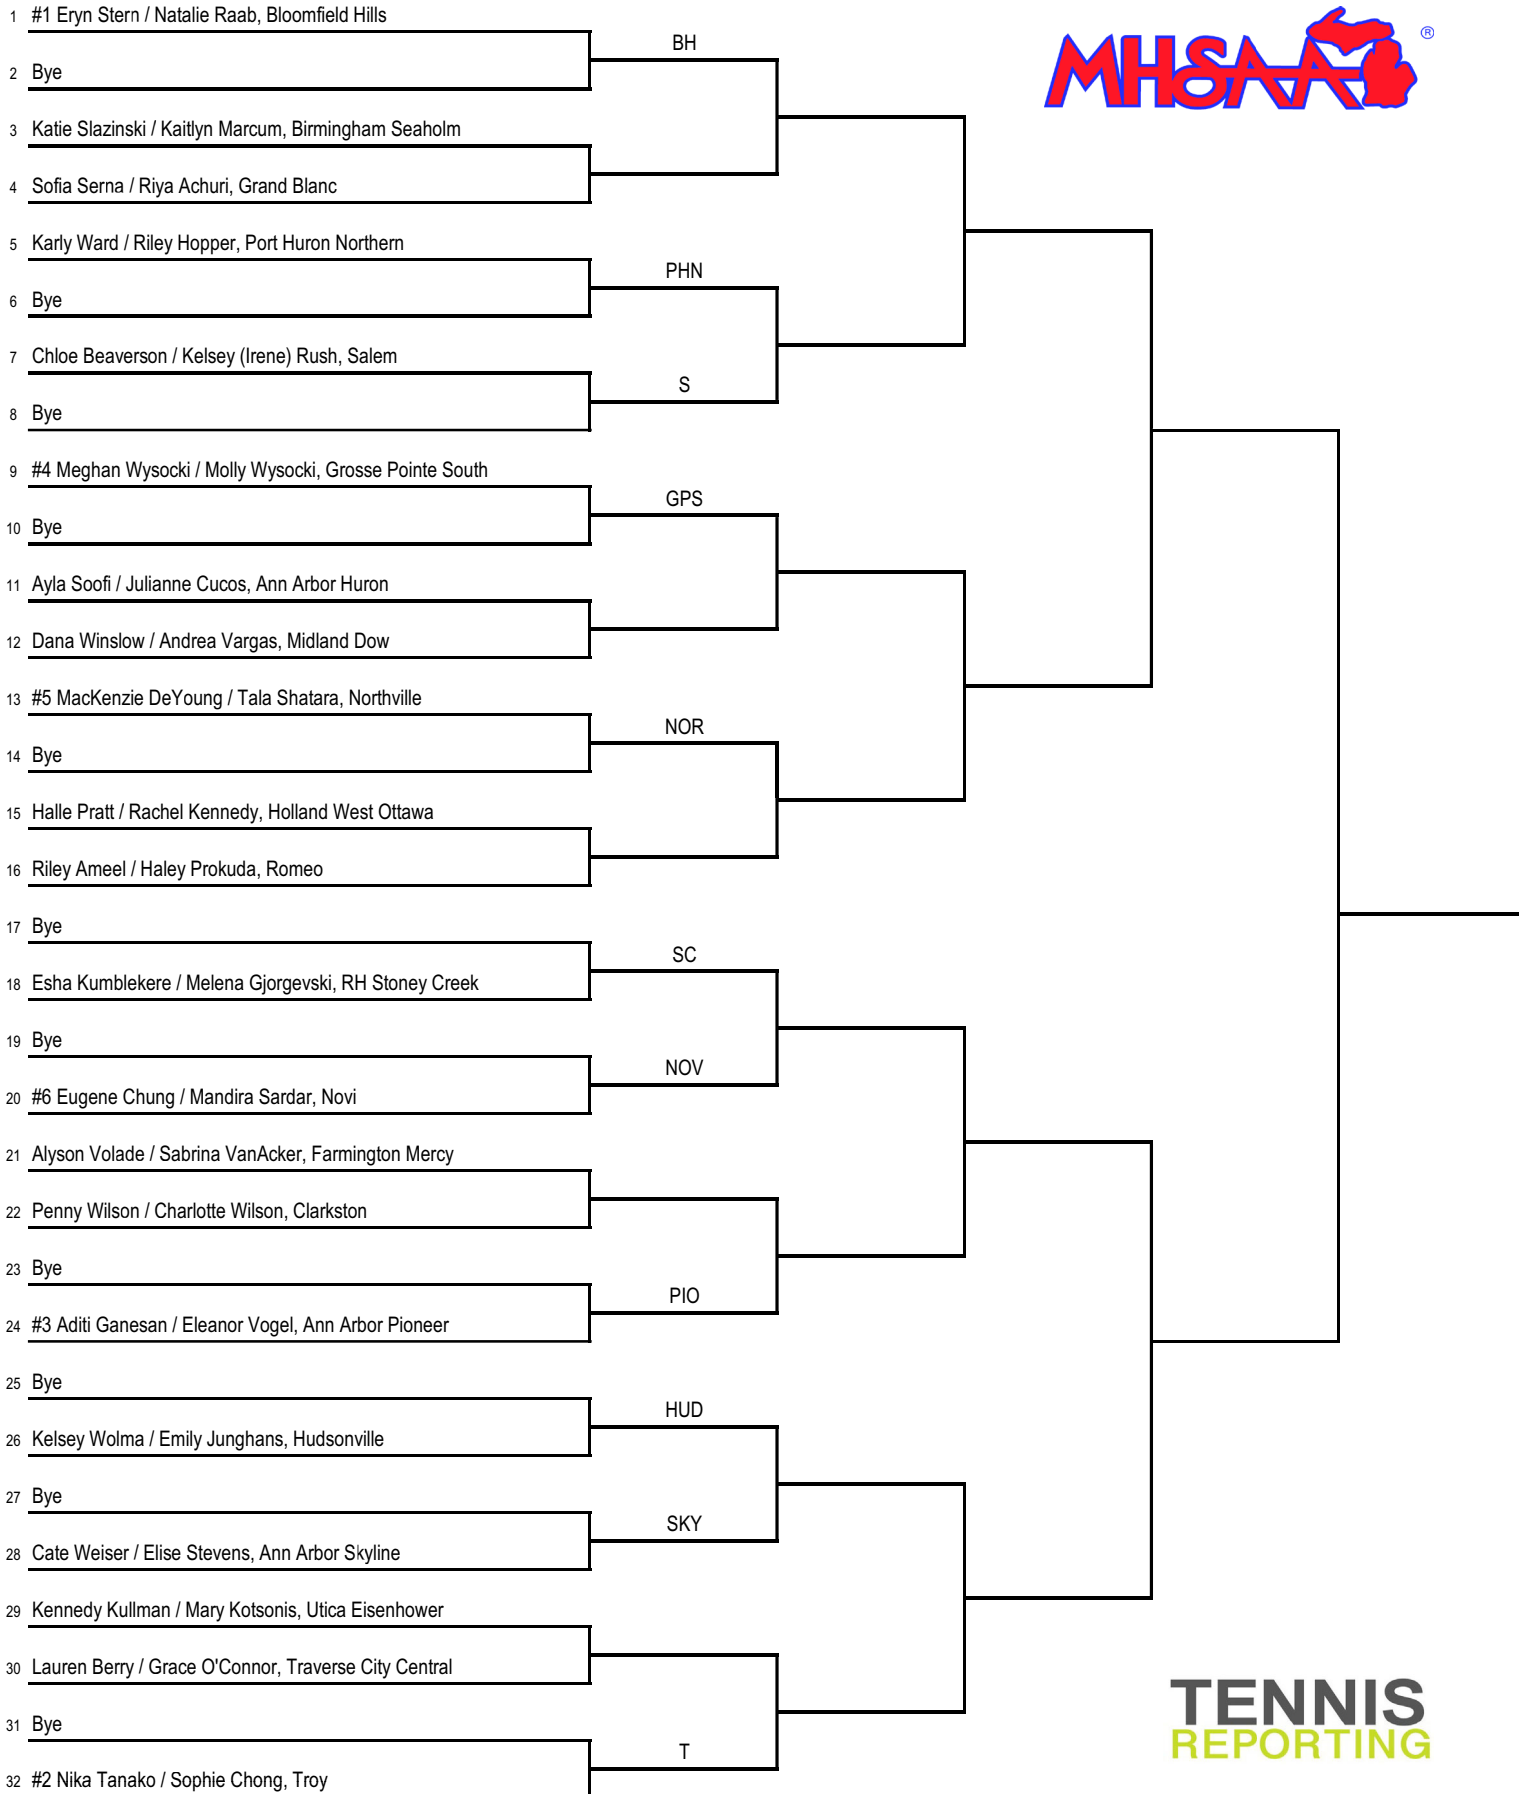 1 #1 Eryn Stern / Natalie Raab, Bloomfield Hills
BH
MHSAA ®
2 Bye
3 Katie Slazinski / Kaitlyn Marcum, Birmingham Seaholm
4 Sofia Serna / Riya Achuri, Grand Blanc
5 Karly Ward / Riley Hopper, Port Huron Northern
PHN
6 Bye
7 Chloe Beaverson / Kelsey (Irene) Rush, Salem
S
8 Bye
9 #4 Meghan Wysocki / Molly Wysocki, Grosse Pointe South
GPS
10 Bye
11 Ayla Soofi / Julianne Cucos, Ann Arbor Huron
12 Dana Winslow / Andrea Vargas, Midland Dow
13 #5 MacKenzie DeYoung / Tala Shatara, Northville
NOR
14 Bye
15 Halle Pratt / Rachel Kennedy, Holland West Ottawa
16 Riley Ameel / Haley Prokuda, Romeo
17 Bye
SC
18 Esha Kumblekere / Melena Gjorgevski, RH Stoney Creek
19 Bye
NOV
20 #6 Eugene Chung / Mandira Sardar, Novi
21 Alyson Volade / Sabrina VanAcker, Farmington Mercy
22 Penny Wilson / Charlotte Wilson, Clarkston
23 Bye
PIO
24 #3 Aditi Ganesan / Eleanor Vogel, Ann Arbor Pioneer
25 Bye
HUD
26 Kelsey Wolma / Emily Junghans, Hudsonville
27 Bye
SKY
28 Cate Weiser / Elise Stevens, Ann Arbor Skyline
29 Kennedy Kullman / Mary Kotsonis, Utica Eisenhower
30 Lauren Berry / Grace O'Connor, Traverse City Central
TENNIS
REPORTING
31 Bye
T
32 #2 Nika Tanako / Sophie Chong, Troy